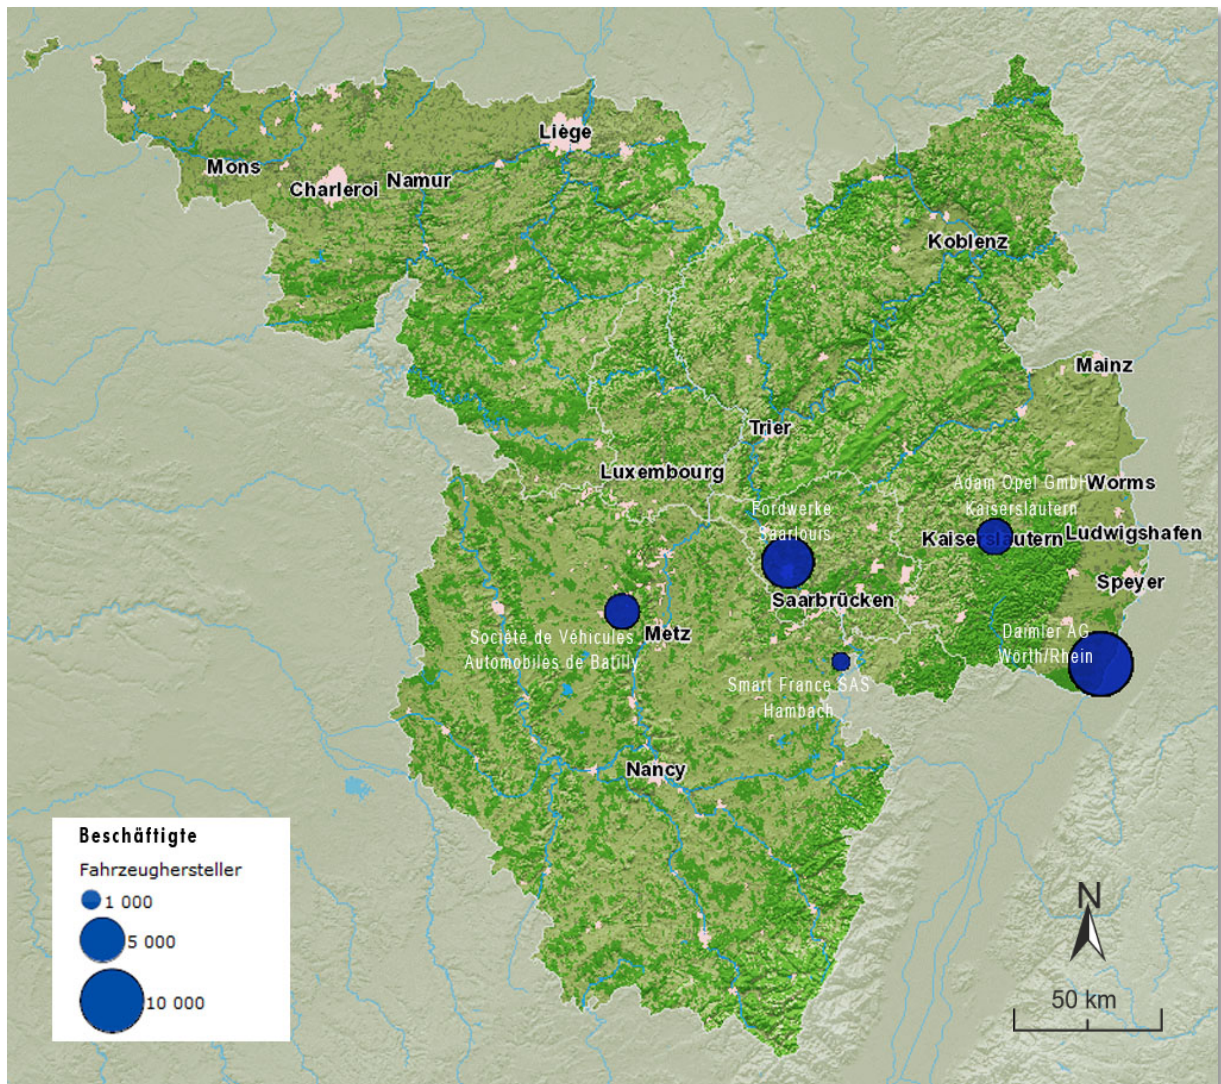 Liège
Mons
Charleroi
Namur
Koblenz
Mainz
Trier
Luxembourg
Adam Opel GmbH
Kaiserslautern
Worms
Fordwerke
Saarlouis
Kaiserslautern
Ludwigshafen
Speyer
Saarbrücken
Société de Véhicules
Automobiles de Batilly
Metz
Daimler AG
Wörth/Rhein
Smart France SAS
Hambach
Nancy
Beschäftigte
Fahrzeughersteller
1 000
5 000
10 000
N
50 km